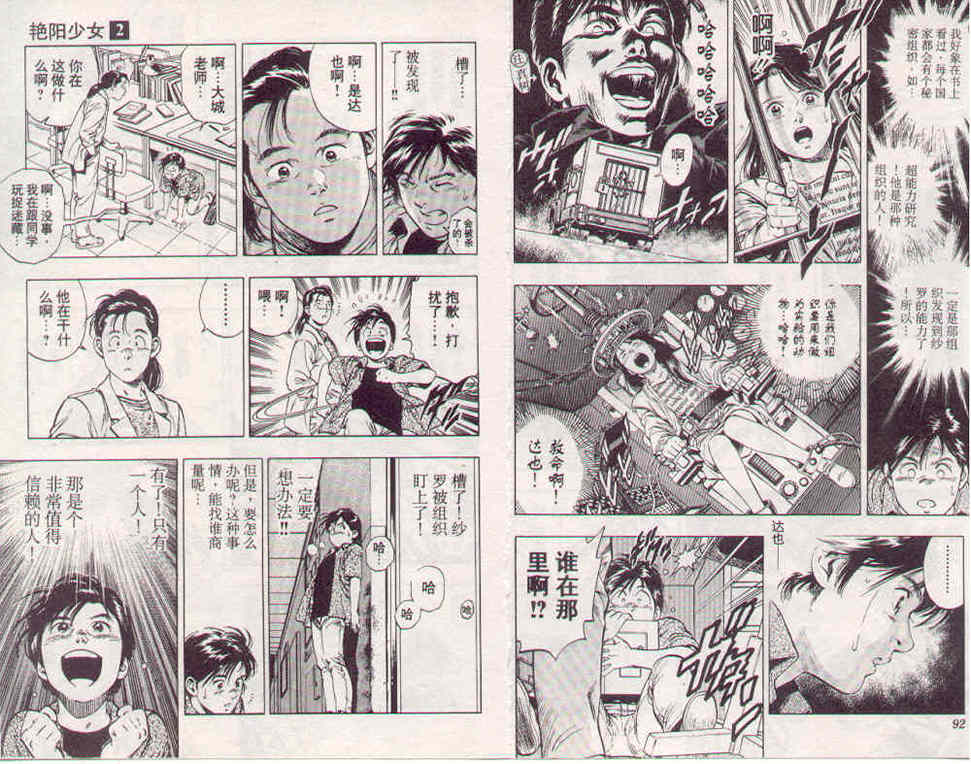 我好象在书上
看过，每个国
家都会有个秘
密组织，如…
超能力研究
！他是那种
组织的人！
一定是那组
织发现到纱
罗的能力了
！所以…
啊啊！
哈哈哈哈哈
啊…
你是我们组
织要用来做
为实验的动
物…哈哈！
救命啊！
达也！
………
达也
谁在那
里啊!?
92
艳阳少女 2
糟了…
被发现
了…!!
会被杀
了的…
啊…是达
也啊！
啊…大城
老师…
你在
这做什
么啊？
啊…没事，
我在跟同学
玩捉迷藏…
抱歉，打
扰了…！
啊！
喂…
………
他在干什
么啊…？
糟了！纱
罗被组织
盯上了！
哈…
哈
哈
哈
一定要
想办法!!
但是，要怎么
办呢？这种事
情，能找谁商
量呢…
有了！只有
一个人！
那是个
非常值得
信赖的人！